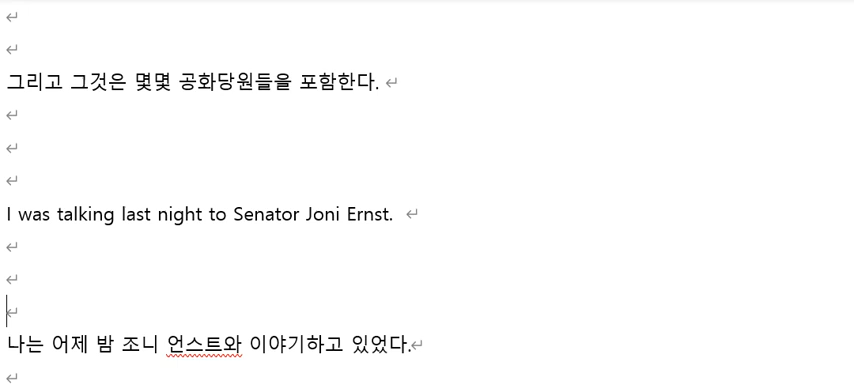 그리고 그것은 몇몇 공화당원들을 포함한다.
I was talking last night to Senator Joni Ernst.
나는 어제 밤 조니 언스트와 이야기하고 있었다.